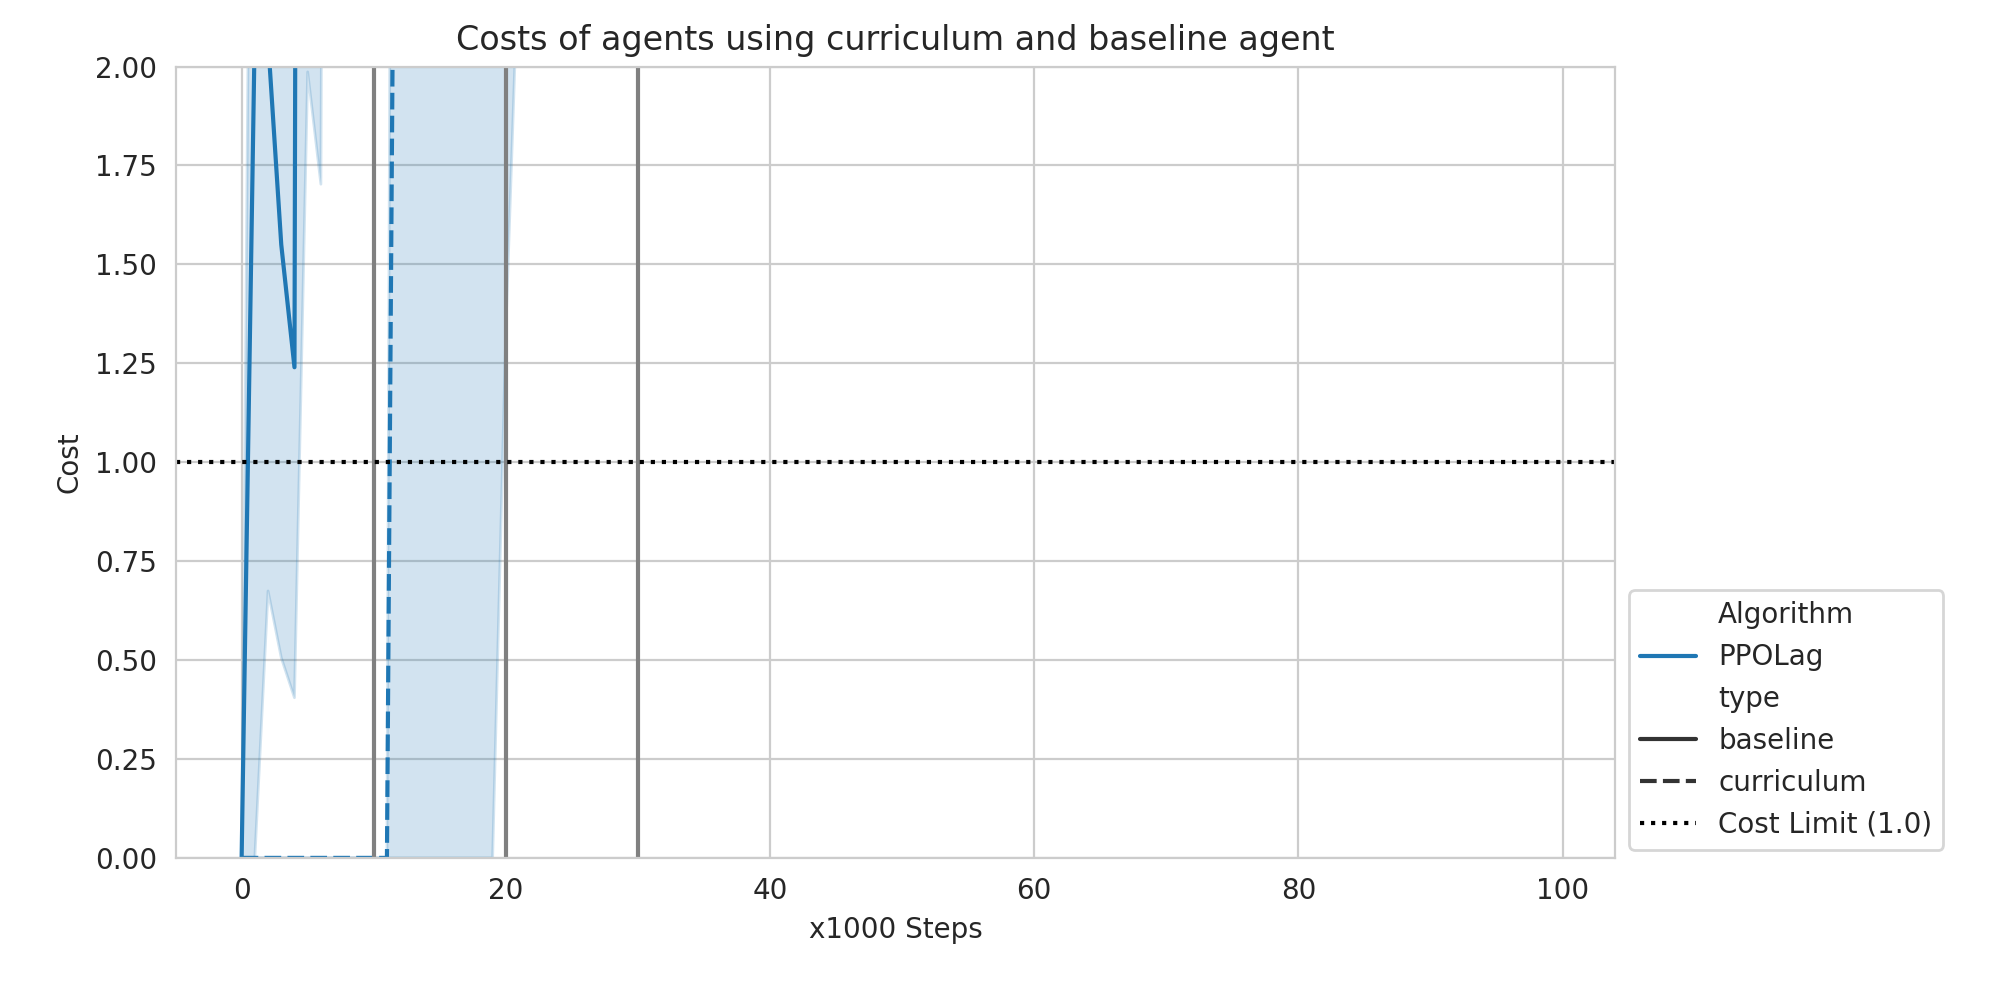 Costs of agents using curriculum and baseline agent
2.00
1.75
1.50
1.25
1.00
0.75
0.50
0.25
0.00
Cost
0 20 40 60 80 100
x1000 Steps
Algorithm
PPOLag
type
baseline
curriculum
Cost Limit (1.0)